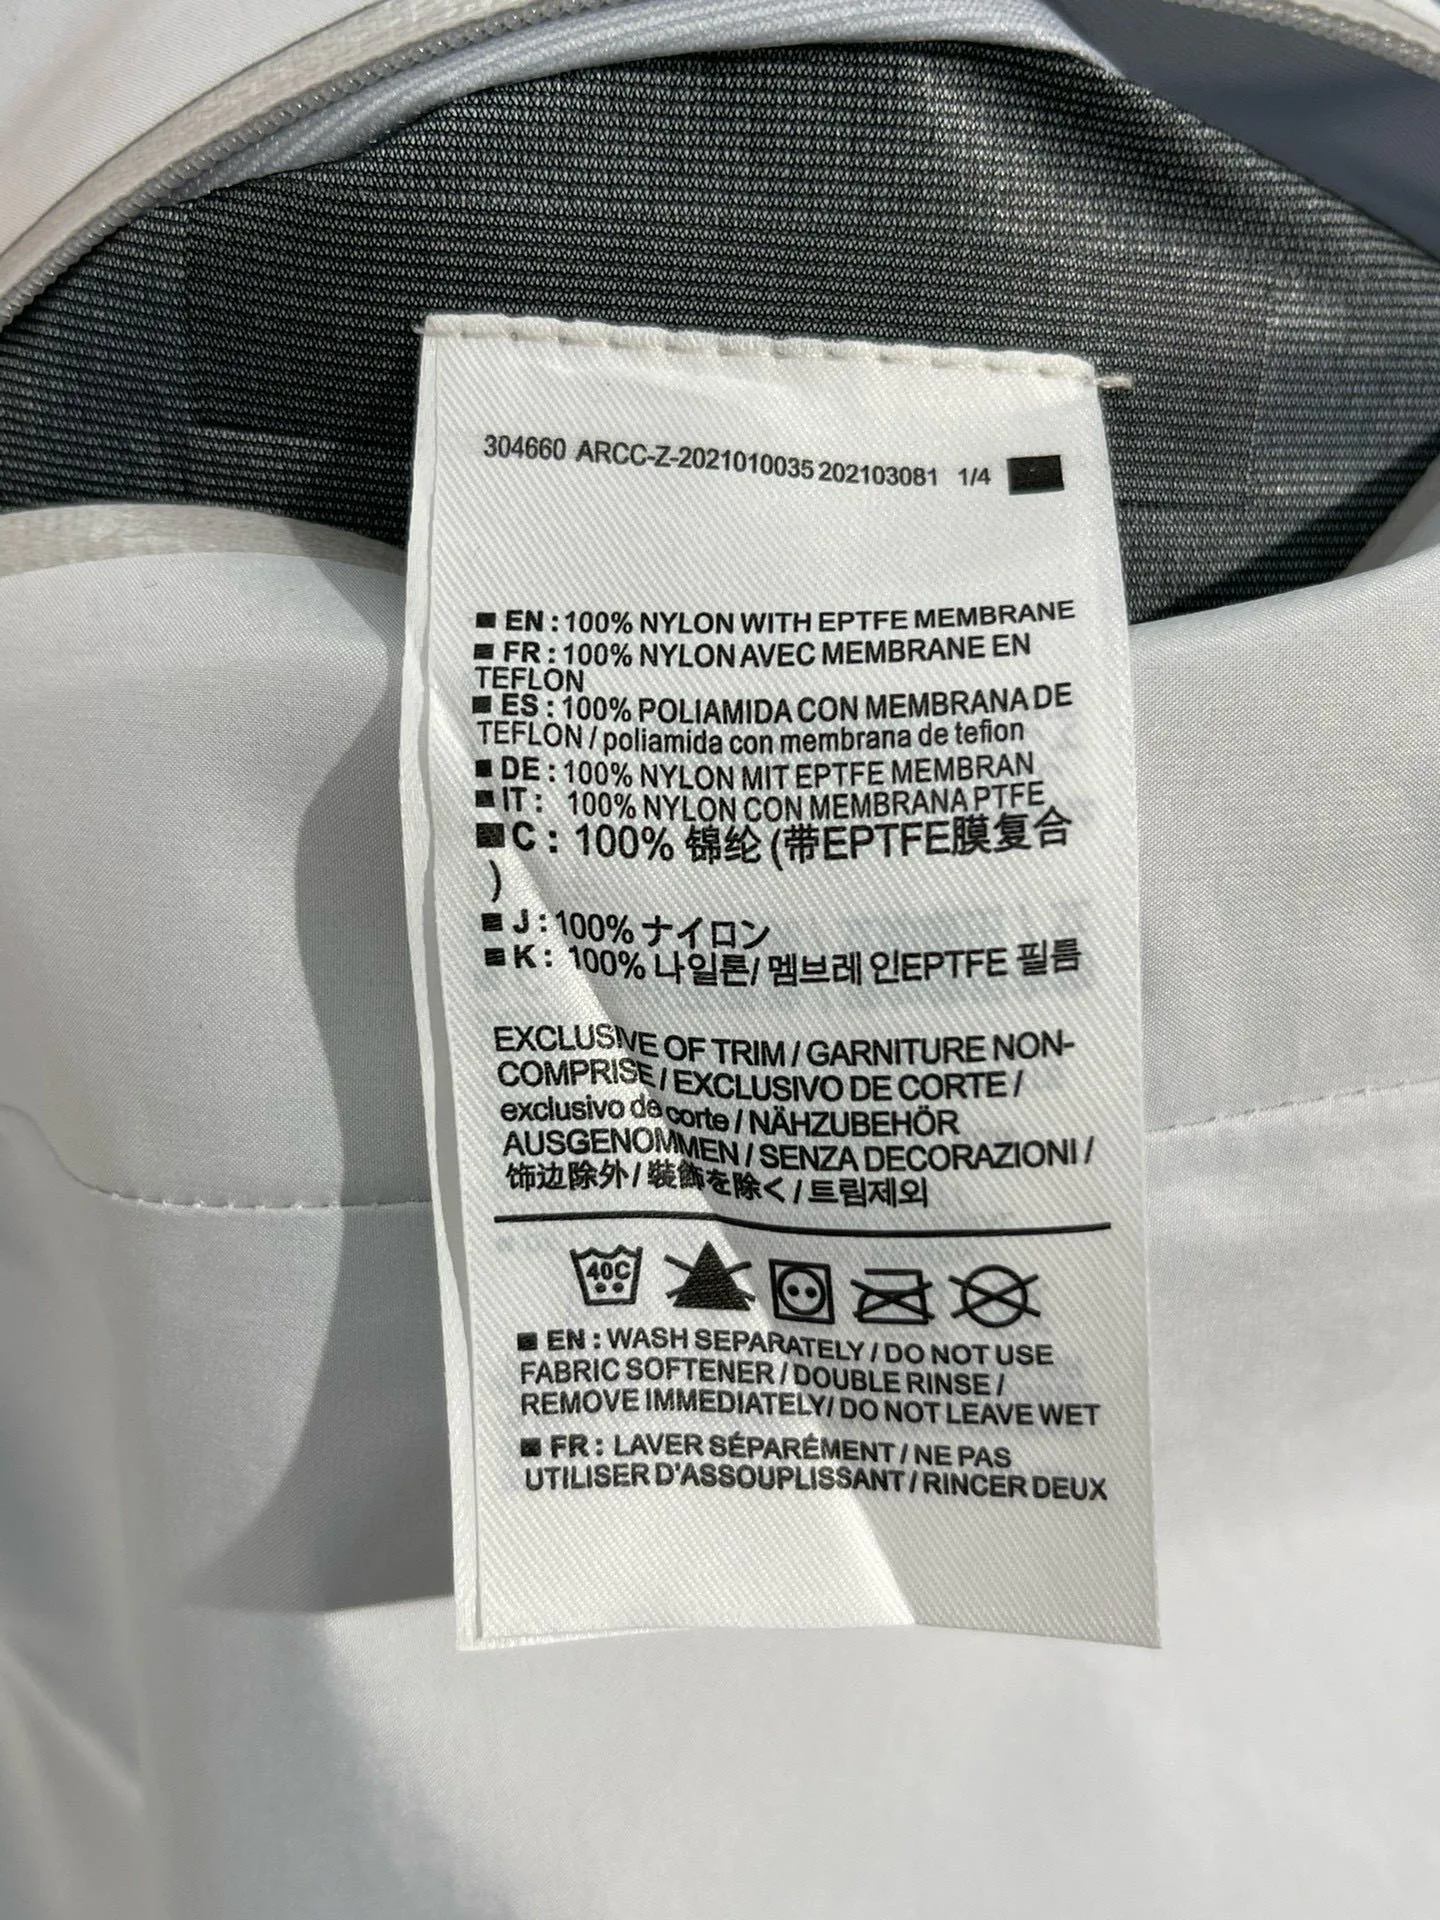 304660 ARCC-Z-2021010035 202103081 1/4
EN : 100% NYLON WITH EPTFE MEMBRANE
FR : 100% NYLON AVEC MEMBRANE EN
TEFLON
ES : 100% POLIAMIDA CON MEMBRANA DE
TEFLON / poliamida con membrana de tefion
DE : 100% NYLON MIT EPTFE MEMBRAN
IT : 100% NYLON CON MEMBRANA PTFE
C : 100% 锦纶 (带EPTFE膜复合
)
J : 100% ナイロン
K : 100% 나일론/ 멤브레 인EPTFE 필름
EXCLUSIVE OF TRIM / GARNITURE NON-
COMPRISE / EXCLUSIVO DE CORTE /
exclusivo de corte / NÄHZUBEHÖR
AUSGENOMMEN / SENZA DECORAZIONI /
饰边除外 / 裝飾を除く / 트림제외
40C
EN : WASH SEPARATELY / DO NOT USE
FABRIC SOFTENER / DOUBLE RINSE /
REMOVE IMMEDIATELY/ DO NOT LEAVE WET
FR : LAVER SÉPARÉMENT / NE PAS
UTILISER D'ASSOUPLISSANT / RINCER DEUX